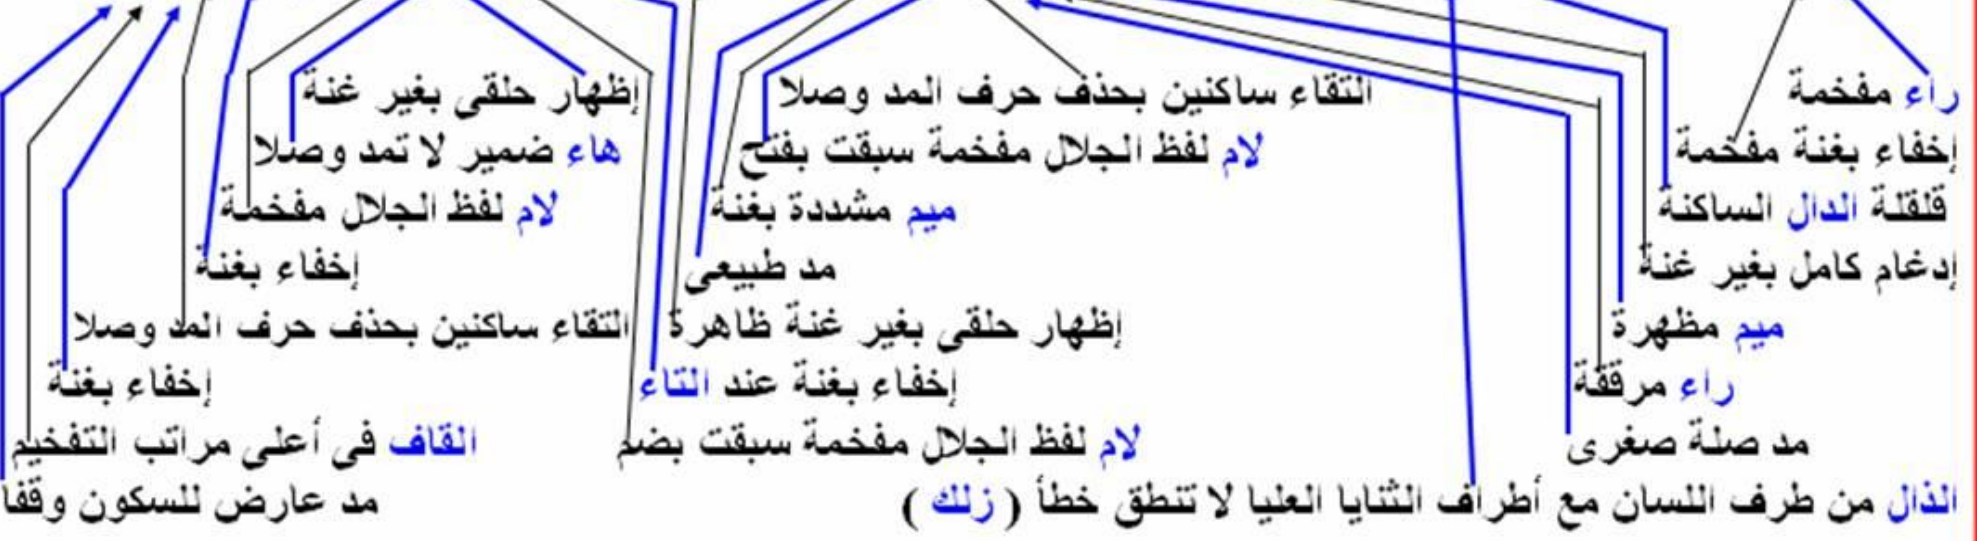 راء مفخمة
إخفاء بغنة مفخمة
قلقلة الدال الساكنة
إدغام كامل بغير غنة
ميم مظهرة
راء مرققة
مد صلة صغرى
الذال من طرف اللسان مع أطراف الثنايا العليا لا تنطق خطأ ( زلك )
التقاء ساكنين بحذف حرف المد وصلا
لام لفظ الجلال مفخمة سبقت بفتح
ميم مشددة بغنة
مد طبيعى
إظهار حلقى بغير غنة ظاهرة
إخفاء بغنة عند التاء
لام لفظ الجلال مفخمة سبقت بضم
إظهار حلقى بغير غنة
هاء ضمير لا تمد وصلا
لام لفظ الجلال مفخمة
إخفاء بغنة
التقاء ساكنين بحذف حرف المد وصلا
إخفاء بغنة
القاف فى أعلى مراتب التفخيم
مد عارض للسكون وقفا